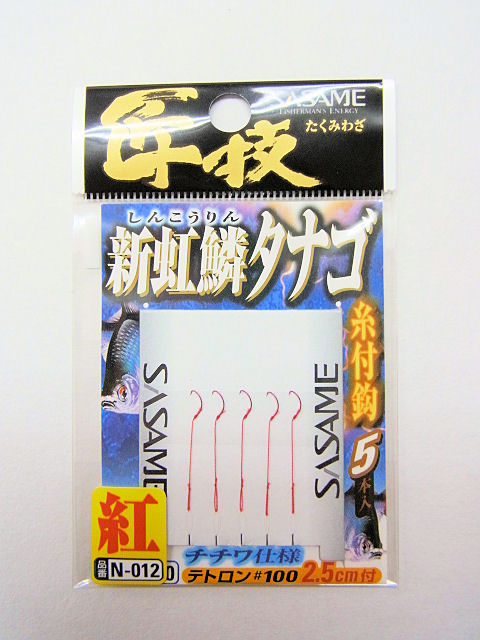 SASAME
FISHERMAN'S ENERGY
匠技
たくみわざ
しんこうりん
新虹鱗タナゴ
糸付鈎
5本入
SASAME
SASAME
紅
品番
N-012
チチワ仕様
テトロン#100
2.5cm付